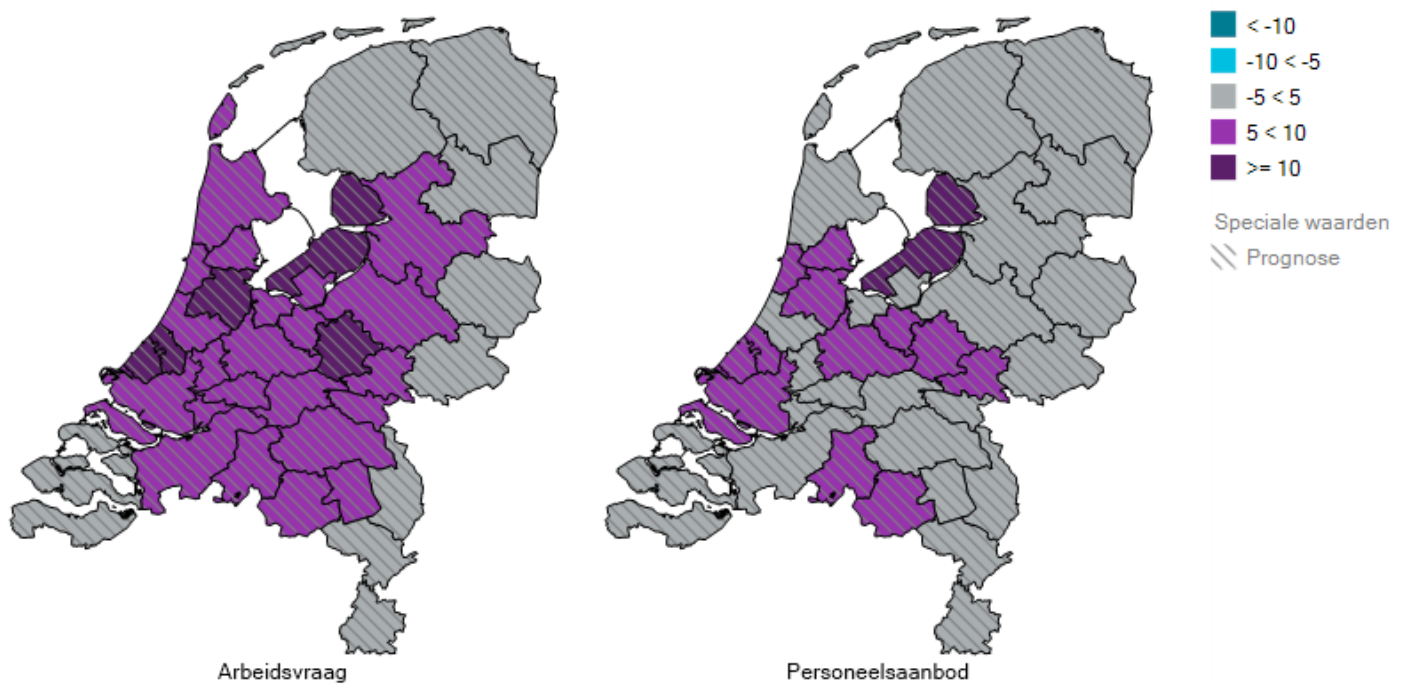 < -10
-10 < -5
-5 < 5
5 < 10
>= 10
Speciale waarden
Prognose
Arbeidsvraag
Personeelsaanbod